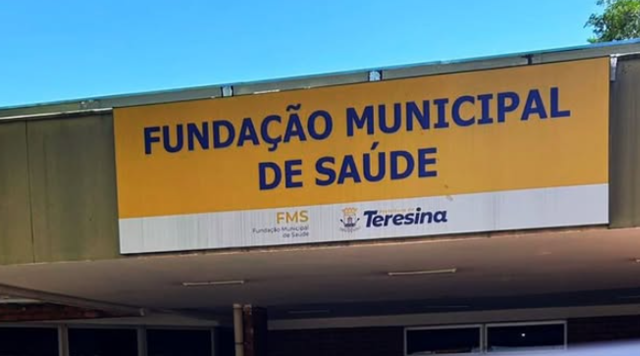 FUNDAÇÃO MUNICIPAL
DE SAÚDE
FMS
Fundação Municipal
de Saúde
Teresina